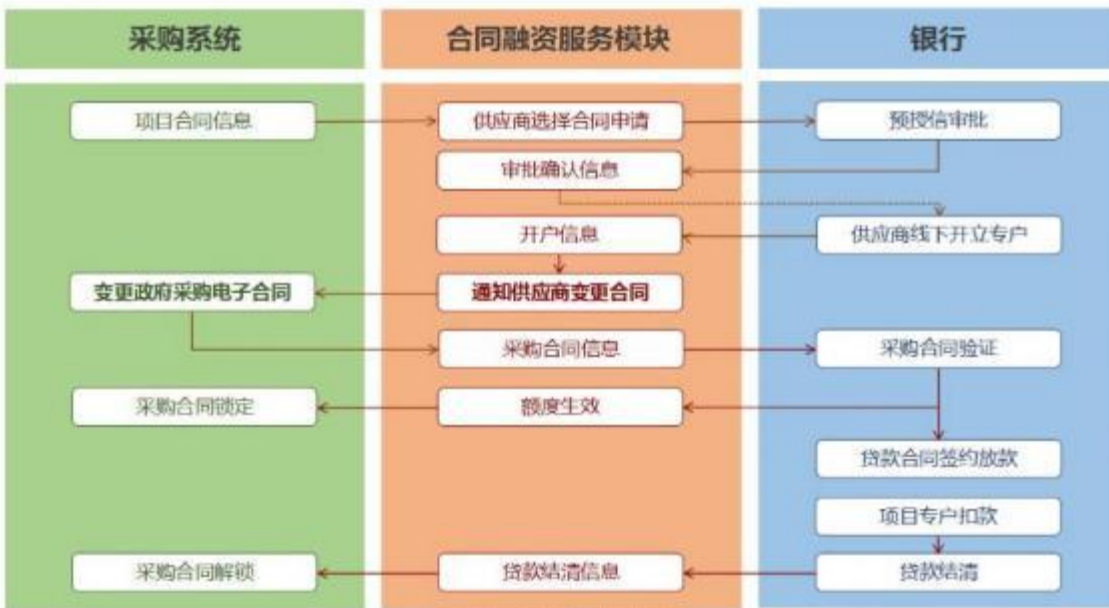 采购系统
合同融资服务模块
银行
项目合同信息
供应商选择合同申请
预授信审批
审批确认信息
开户信息
供应商线下开立专户
变更政府采购电子合同
通知供应商变更合同
采购合同信息
采购合同验证
采购合同锁定
额度生效
贷款合同签约放款
项目专户扣款
采购合同解锁
贷款结清信息
贷款结清